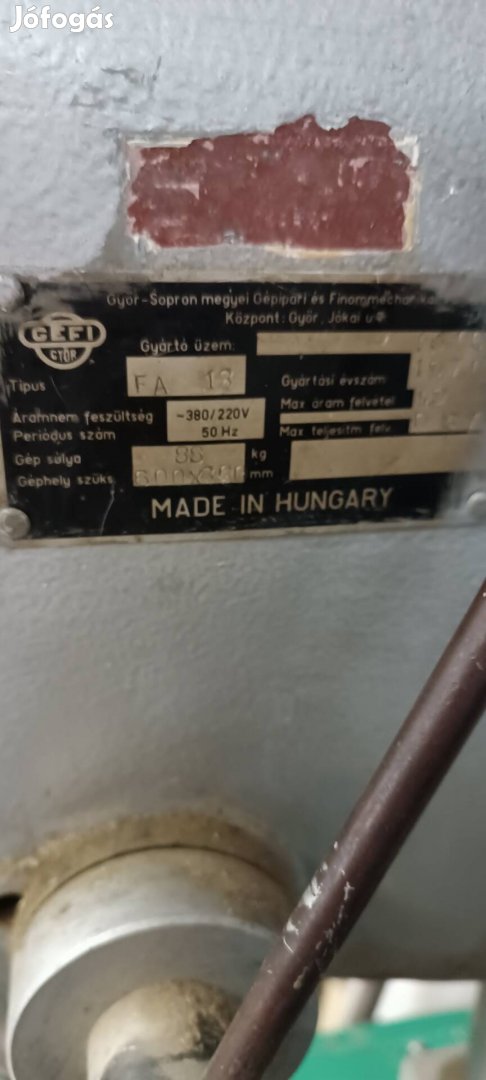 Jófogás
Győr-Sopron megyei Gépipari és Finommechanikai
Központ: Győr, Jókai u
GÉFI
GYŐR
Gyártó üzem:
Típus FA 13 Gyártási évszám
Áramnem feszültség ~380/220V Max áram felvétel
Periódus szám 50 Hz Max teljesítm felv.
Gép súlya kg
Géphely szüks. mm
MADE IN HUNGARY